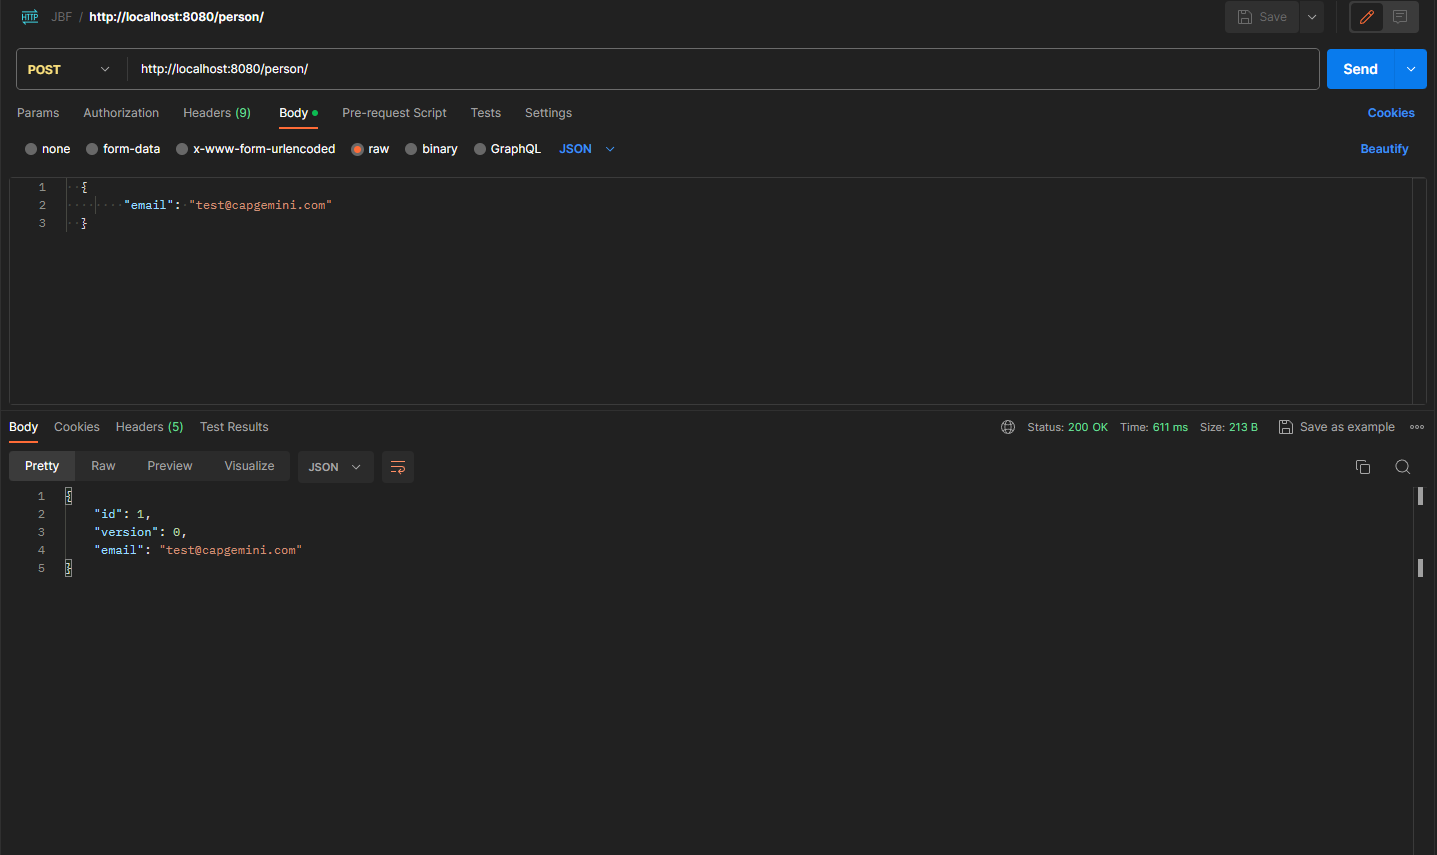 HTTP JBF / http://localhost:8080/person/ Save
POST http://localhost:8080/person/ Send
Params Authorization Headers (9) Body Pre-request Script Tests Settings Cookies
none form-data x-www-form-urlencoded raw binary GraphQL JSON Beautify
1 {
2 "email": "test@capgemini.com"
3 }
Body Cookies Headers (5) Test Results Status: 200 OK Time: 611 ms Size: 213 B Save as example
Pretty Raw Preview Visualize JSON
1 {
2 "id": 1,
3 "version": 0,
4 "email": "test@capgemini.com"
5 }